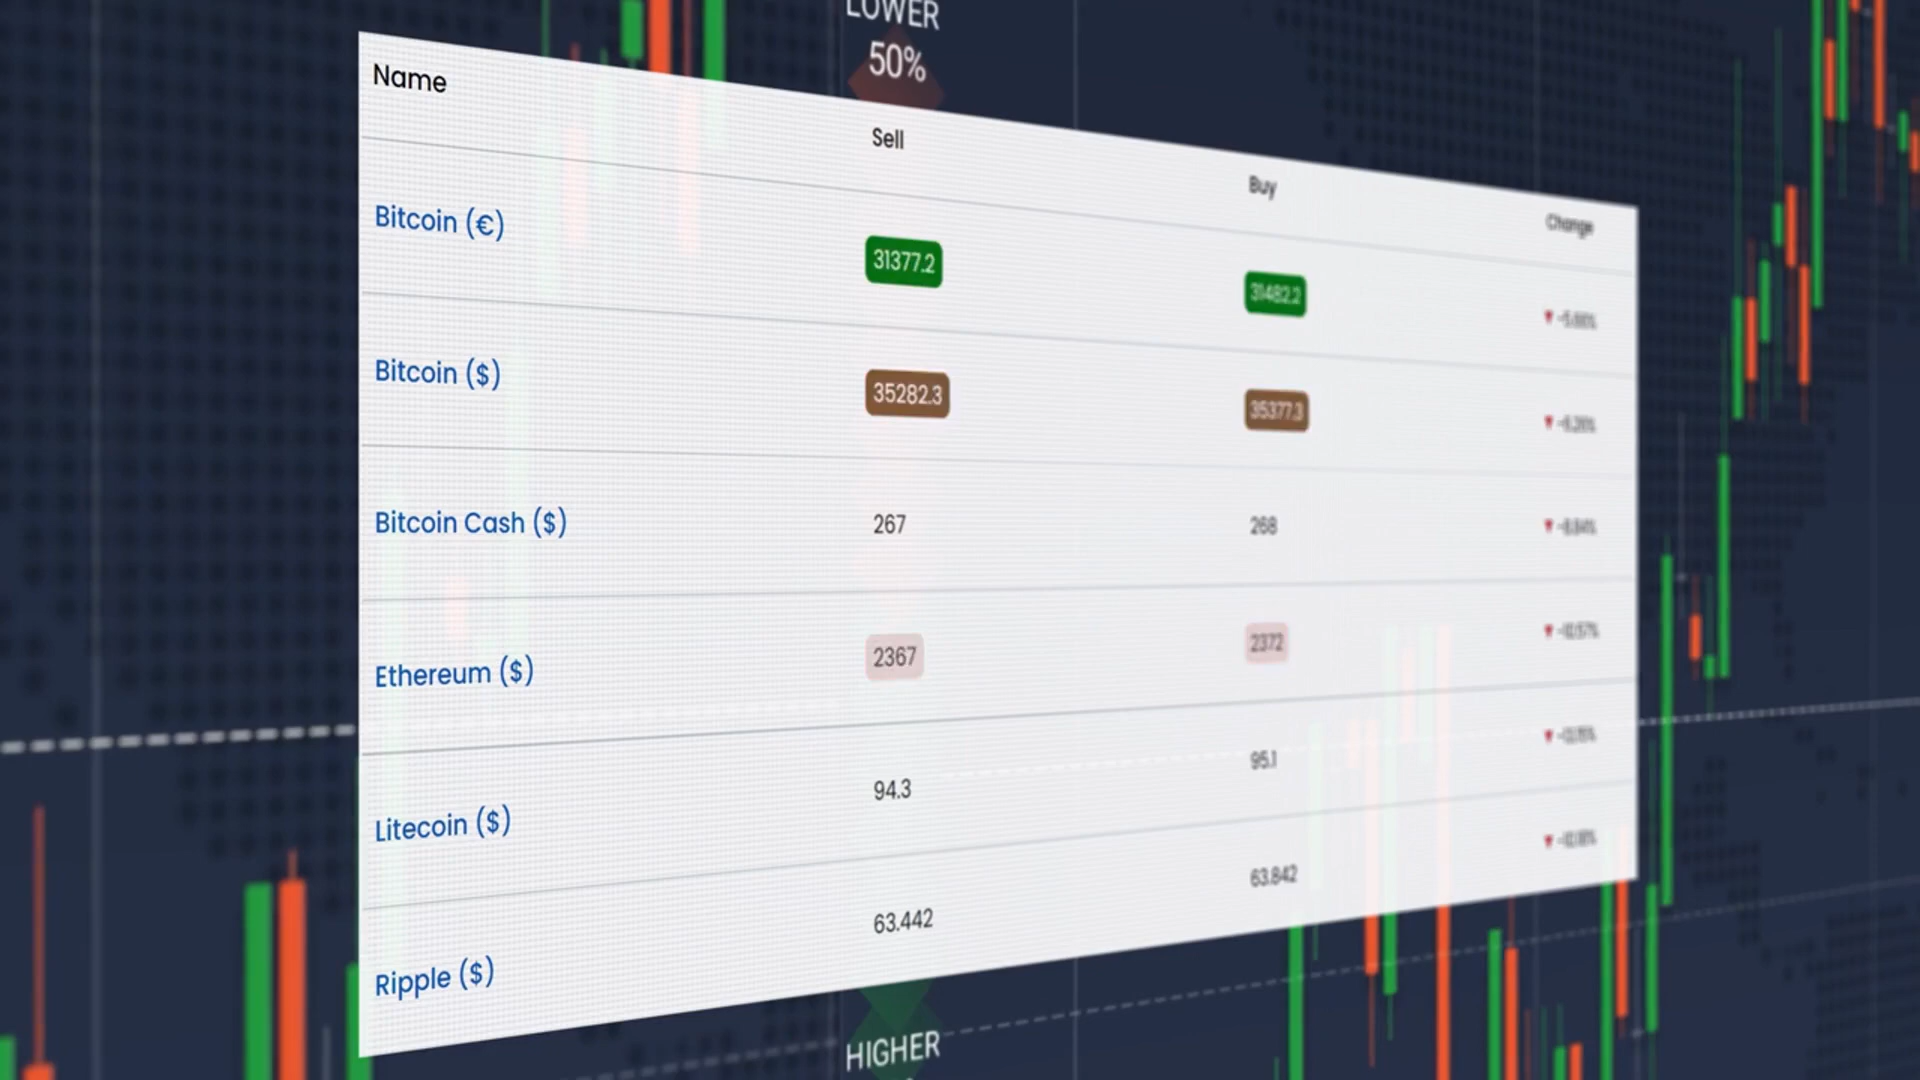 LOWER
50%
Name Sell Buy Change
Bitcoin (€) 31377.2 31482.2
Bitcoin ($) 35282.3 35377.3
Bitcoin Cash ($) 267 268
Ethereum ($) 2367 2372
Litecoin ($) 94.3 95.1
Ripple ($) 63.442 63.842
HIGHER